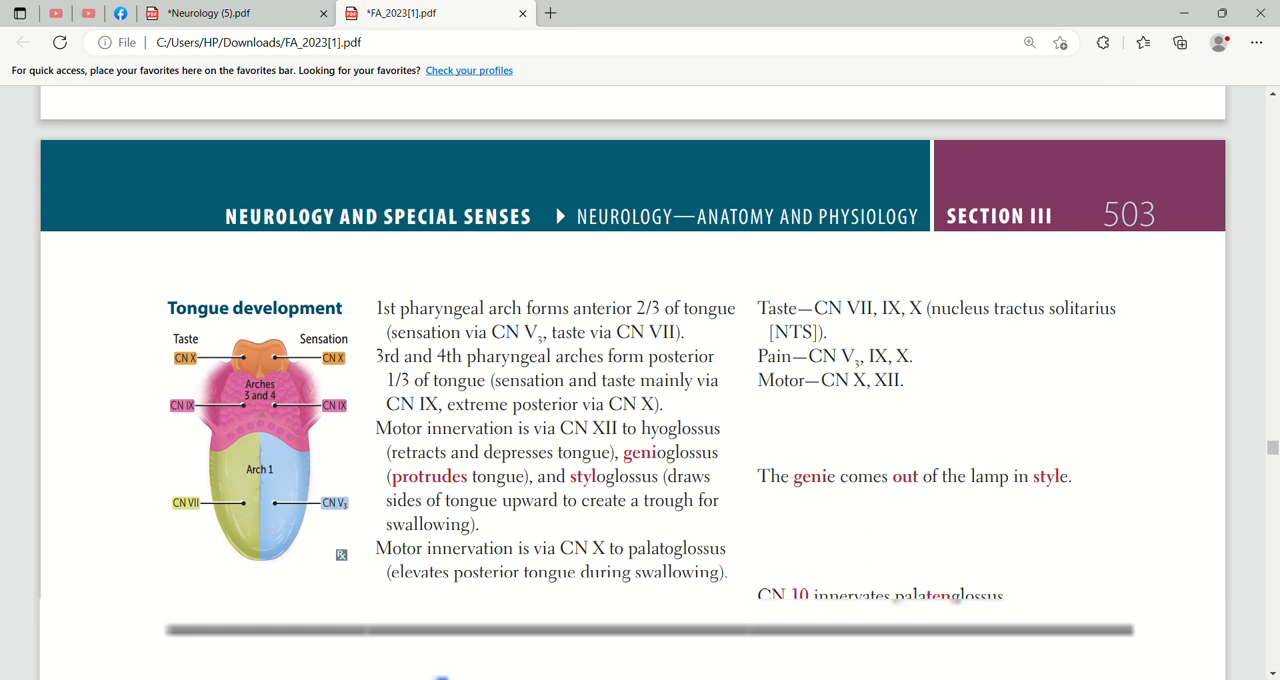 *Neurology (5).pdf
*FA_2023[1].pdf
File
C:/Users/HP/Downloads/FA_2023[1].pdf
For quick access, place your favorites here on the favorites bar. Looking for your favorites? Check your profiles
NEUROLOGY AND SPECIAL SENSES ▶ NEUROLOGY—ANATOMY AND PHYSIOLOGY
SECTION III 503
Tongue development
Taste
Sensation
CN X
CN X
Arches
3 and 4
CN IX
CN IX
Arch 1
CN VII
CN V3
Rx
1st pharyngeal arch forms anterior 2/3 of tongue
(sensation via CN V3, taste via CN VII).
3rd and 4th pharyngeal arches form posterior
1/3 of tongue (sensation and taste mainly via
CN IX, extreme posterior via CN X).
Motor innervation is via CN XII to hyoglossus
(retracts and depresses tongue), genioglossus
(protrudes tongue), and styloglossus (draws
sides of tongue upward to create a trough for
swallowing).
Motor innervation is via CN X to palatoglossus
(elevates posterior tongue during swallowing).
Taste—CN VII, IX, X (nucleus tractus solitarius
[NTS]).
Pain—CN V3, IX, X.
Motor—CN X, XII.
The genie comes out of the lamp in style.
CN 10 innervates palatenglossus